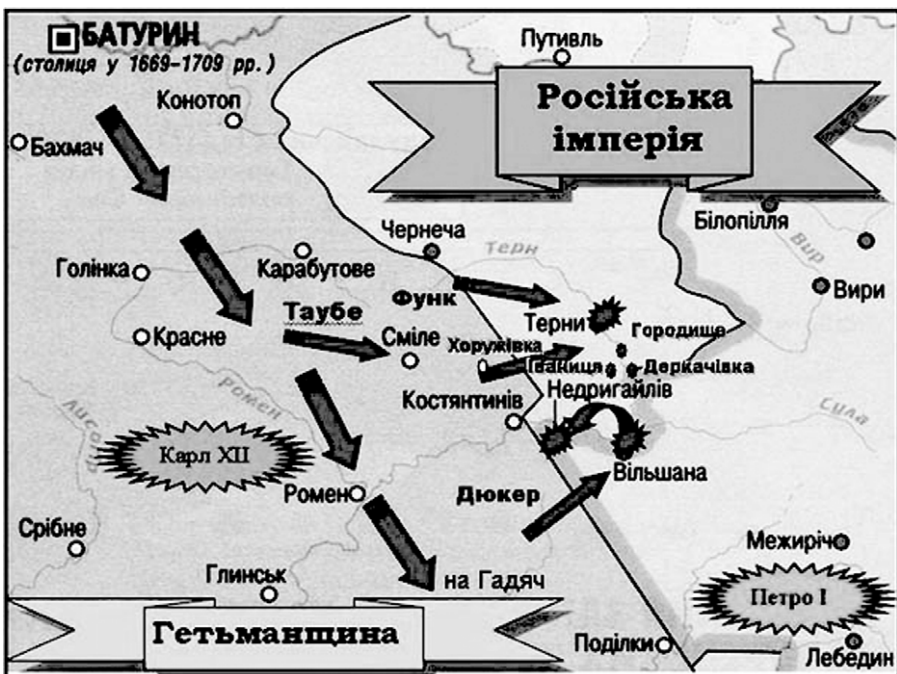 БАТУРИН
(столиця у 1669–1709 рр.)
Путивль
Конотоп
Російська
імперія
Бахмач
Білопілля
Чернеча
Терн
Вир
Голінка
Карабутове
Функ
Вири
Таубе
Терни
Городище
Красне
Сміле
Хоружівка
Іваниця
Деркачівка
Недригайлів
Ромен
Костянтинів
Сула
Карл XII
Вільшана
Ромен
Дюкер
Срібне
Межиріч
Глинськ
на Гадяч
Петро І
Гетьманщина
Поділки
Лебедин